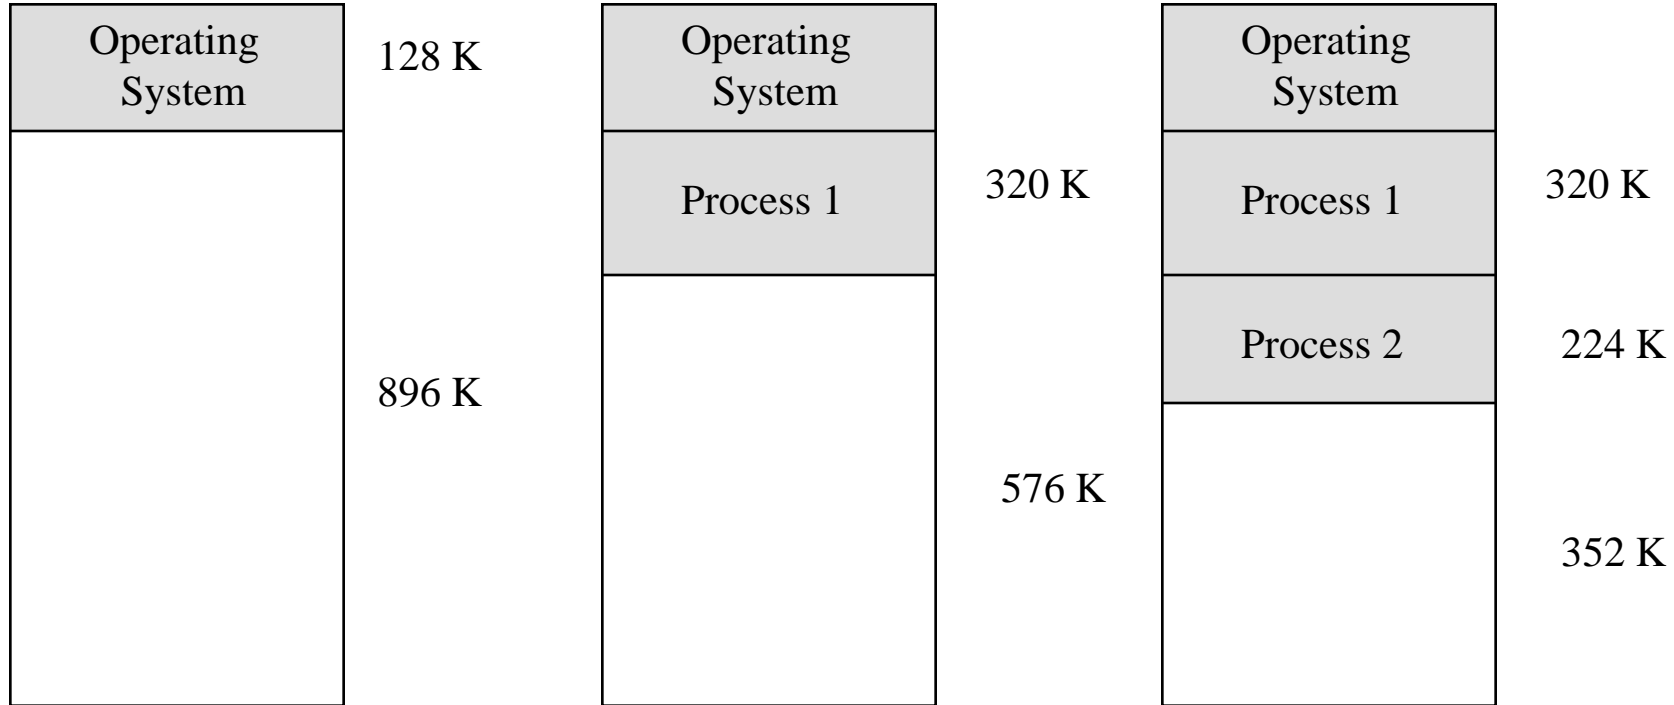 Operating
System
128 K
896 K
Operating
System
Process 1
320 K
576 K
Operating
System
Process 1
320 K
Process 2
224 K
352 K